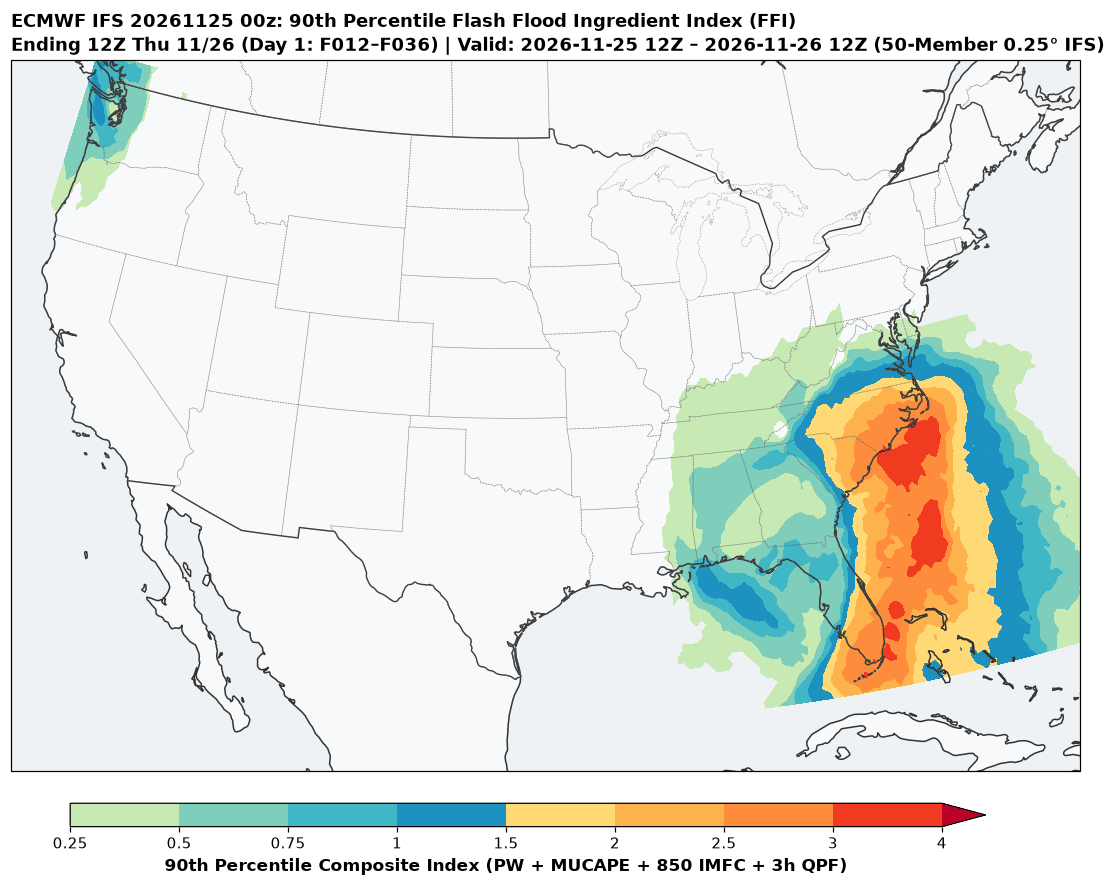 ECMWF IFS 20261125 00z: 90th Percentile Flash Flood Ingredient Index (FFI)
Ending 12Z Thu 11/26 (Day 1: F012–F036) | Valid: 2026-11-25 12Z – 2026-11-26 12Z (50-Member 0.25° IFS)
0.25 0.5 0.75 1 1.5 2 2.5 3 4
90th Percentile Composite Index (PW + MUCAPE + 850 IMFC + 3h QPF)